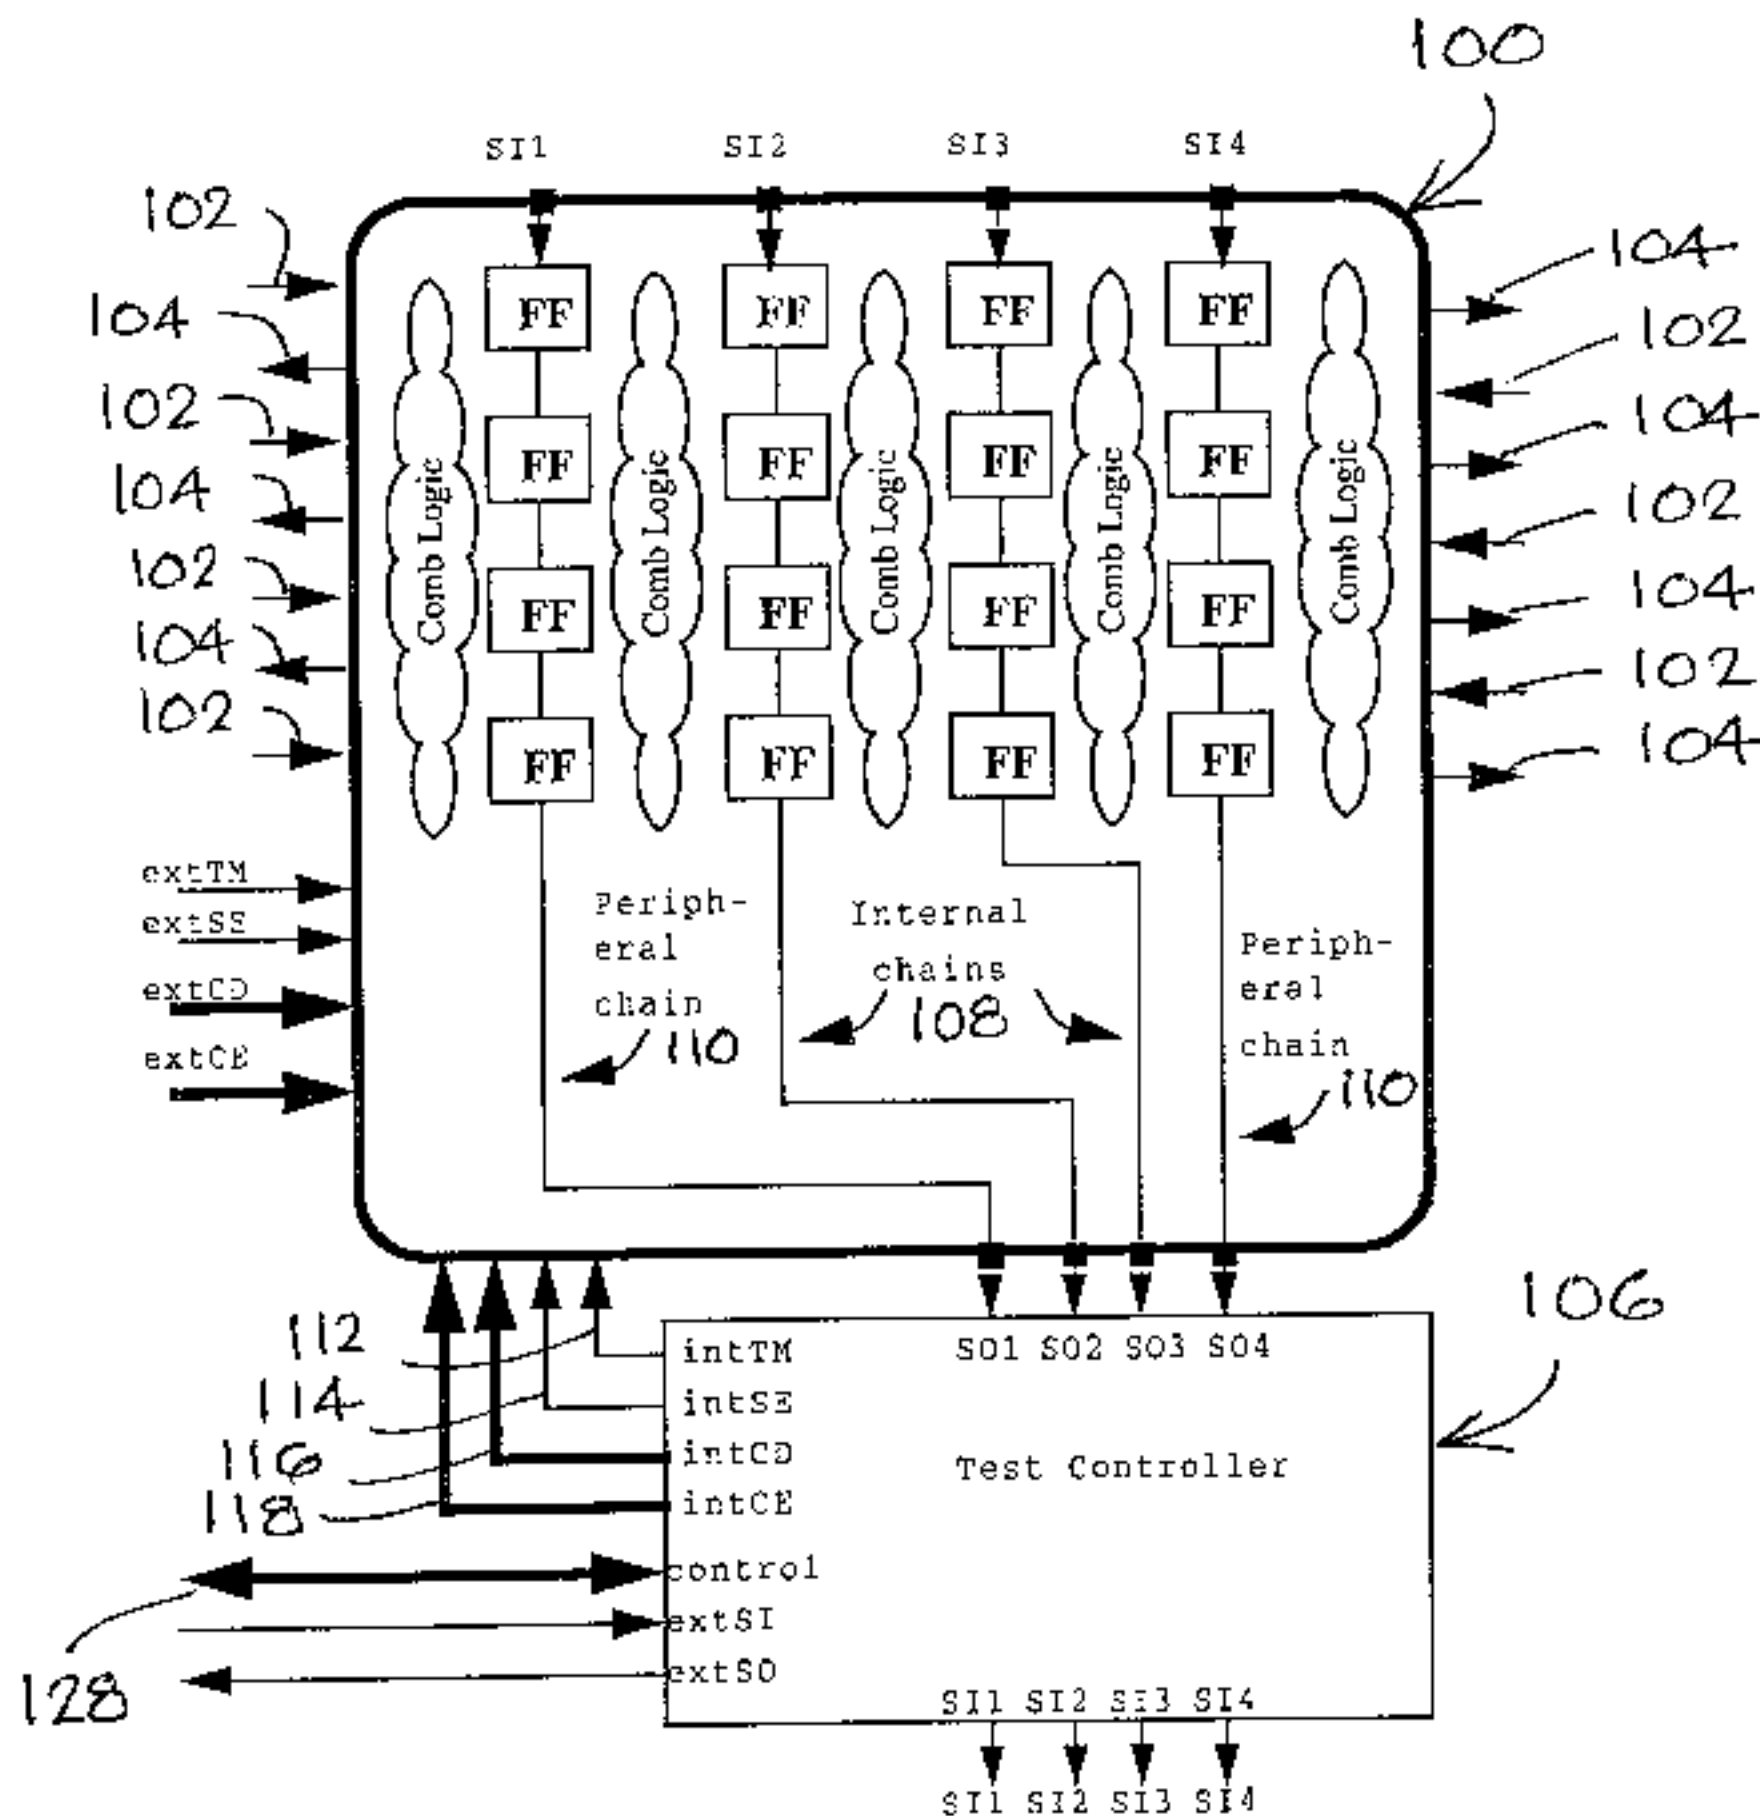 100
SI1 SI2 SI3 SI4
102
104
102
104
102
104
102
104
102
104
102
104
102
104
FF FF FF FF
FF FF FF FF
FF FF FF FF
FF FF FF FF
Comb Logic
Comb Logic
Comb Logic
Comb Logic
Comb Logic
extTM
extSE
extCD
extCE
Periph-
eral
chain
110
Internal
chains
108
Periph-
eral
chain
110
106
112
114
116
118
128
intTM
intSE
intCD
intCE
control
extSI
extSO
SO1 SO2 SO3 SO4
Test Controller
SI1 SI2 SI3 SI4
SI1 SI2 SI3 SI4